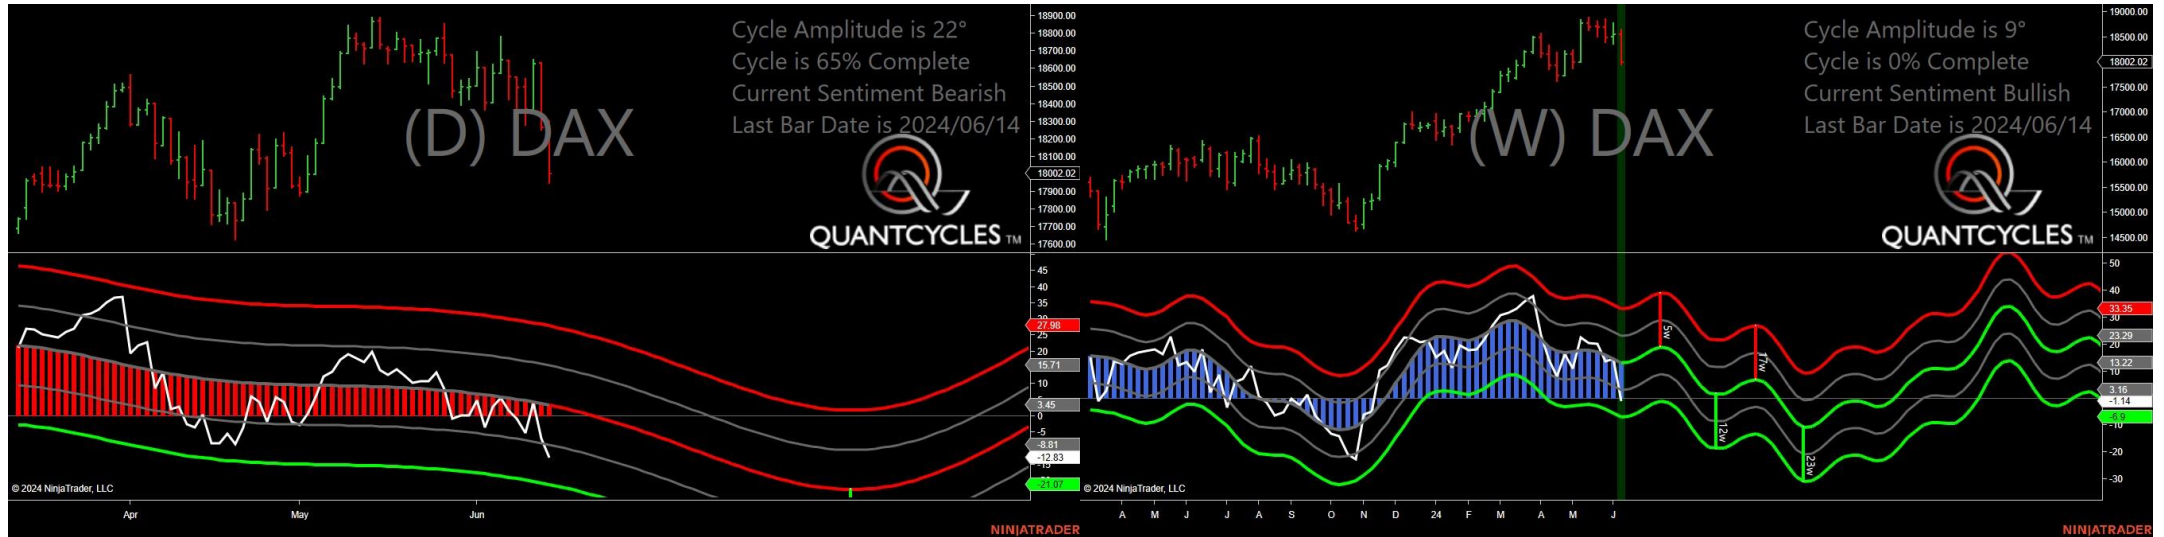 Cycle Amplitude is 22°
Cycle is 65% Complete
Current Sentiment Bearish
Last Bar Date is 2024/06/14
(D) DAX
QUANTCYCLES TM
18900.00
18800.00
18700.00
18600.00
18500.00
18400.00
18300.00
18200.00
18100.00
18002.02
17900.00
17800.00
17700.00
17600.00
45
40
35
27.98
25
20
15.71
10
3.45
0
-5
-8.81
-12.83
-15
-21.07
© 2024 NinjaTrader, LLC
Apr
May
Jun
NINJATRADER
Cycle Amplitude is 9°
Cycle is 0% Complete
Current Sentiment Bullish
Last Bar Date is 2024/06/14
(W) DAX
QUANTCYCLES TM
19000.00
18500.00
18002.02
17500.00
17000.00
16500.00
16000.00
15500.00
15000.00
14500.00
50
40
33.35
30
23.29
20
13.22
10
3.16
-1.14
-6.9
-10
-20
-30
5w
17w
12w
23w
© 2024 NinjaTrader, LLC
A
M
J
J
A
S
O
N
D
24
F
M
A
M
J
NINJATRADER